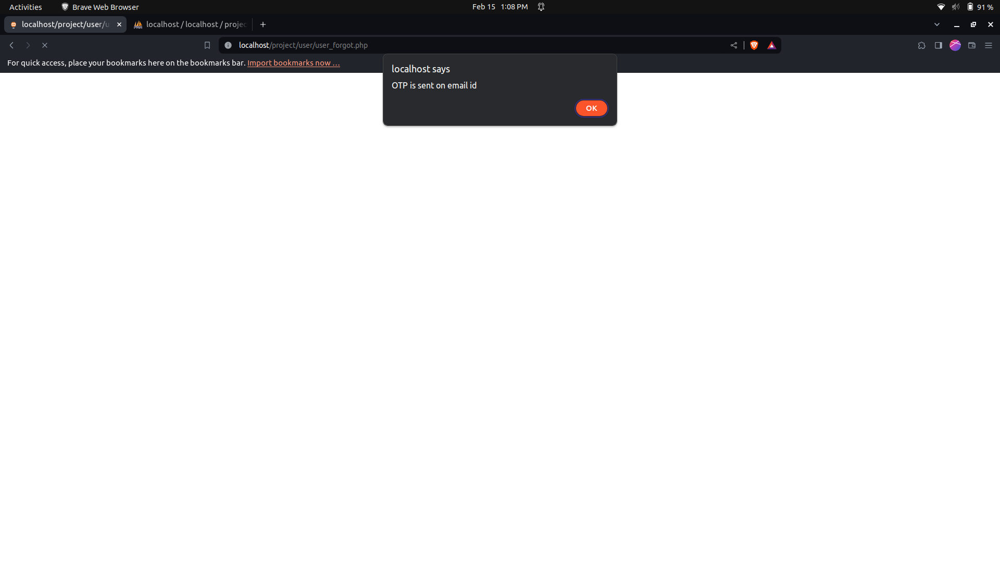 Activities
Brave Web Browser
Feb 15 1:08 PM
91 %
localhost/project/user/u
localhost / localhost / projec
localhost/project/user/user_forgot.php
For quick access, place your bookmarks here on the bookmarks bar. Import bookmarks now ...
localhost says
OTP is sent on email id
OK